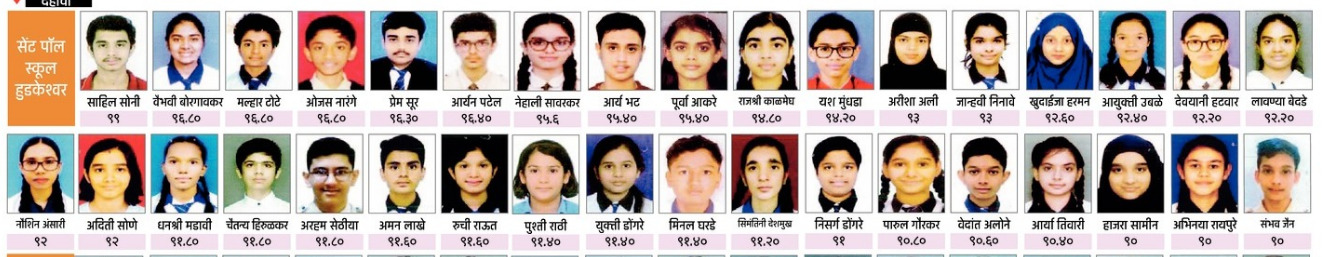 दहावी
सेंट पॉल
स्कूल
हुडकेश्वर
साहिल सोनी वैभवी बोरगावकर मल्हार टोटे ओजस नारंगे प्रेम सूर आर्यन पटेल नेहाली सावरकर आर्य भट पूर्वा आकरे राजश्री काळमेघ यश मुंधडा अरीशा अली जान्हवी निनावे खुदाईजा हरमन आयुक्ती उबळे देवयानी हटवार लावण्या बेदडे
९९ ९६.८० ९६.८० ९६.८० ९६.३० ९६.४० ९५.६ ९५.४० ९५.४० ९४.८० ९४.२० ९३ ९३ ९२.६० ९२.४० ९२.२० ९२.२०
नौशिन अंसारी अदिती सोणे धनश्री मडावी चैतन्य हिरुळकर अरहम सेठीया अमन लाखे रुची राऊत पुश्ती राठी युक्ती डोंगरे मिनल घरडे सिमंतिनी देशमुख निसर्ग डोंगरे पारुल गौरकर वेदांत अलोने आर्या तिवारी हाजरा सामीन अभिनया रायपुरे संभव जैन
९२ ९२ ९१.८० ९१.८० ९१.८० ९१.६० ९१.६० ९१.४० ९१.४० ९१.४० ९१.२० ९१ ९०.८० ९०.६० ९०.४० ९० ९० ९०